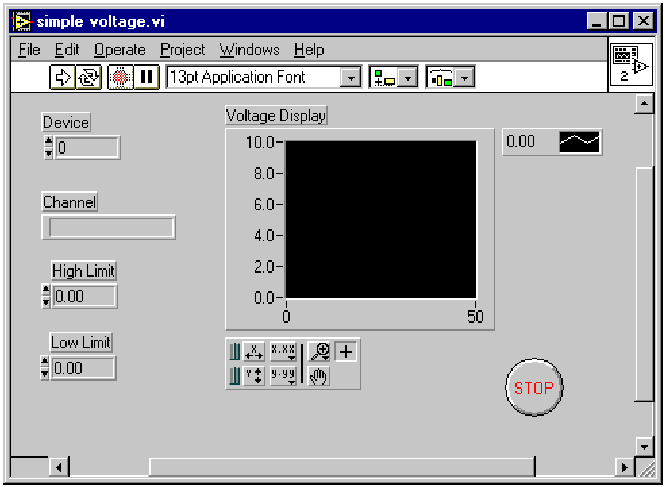 simple voltage.vi
File Edit Operate Project Windows Help
13pt Application Font
2
Device
0
Voltage Display
0.00
10.0
8.0
6.0
4.0
2.0
0.0
0 50
Channel
High Limit
0.00
Low Limit
0.00
X X.XX
Y Y.YY
STOP